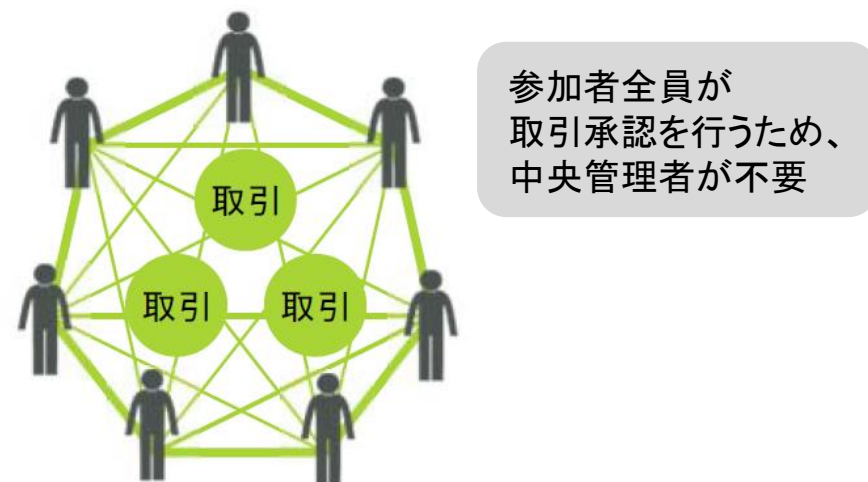 参加者全員が
取引承認を行うため、
中央管理者が不要
取引
取引
取引